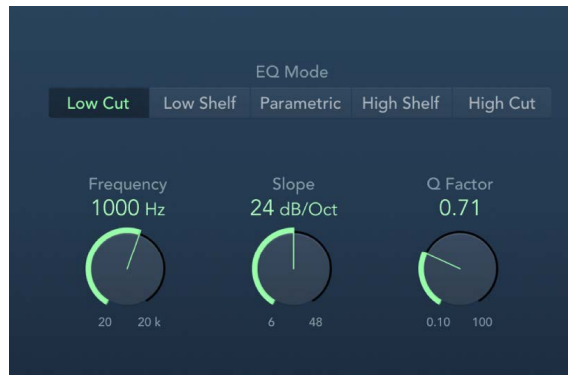 EQ Mode
Low Cut Low Shelf Parametric High Shelf High Cut
Frequency Slope Q Factor
1000 Hz 24 dB/Oct 0.71
20 20 k 6 48 0.10 100